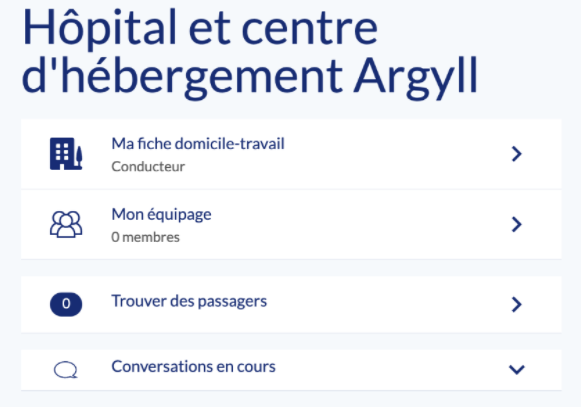 Hôpital et centre
d'hébergement Argyll
Ma fiche domicile-travail
Conducteur
Mon équipage
0 membres
0 Trouver des passagers
Conversations en cours